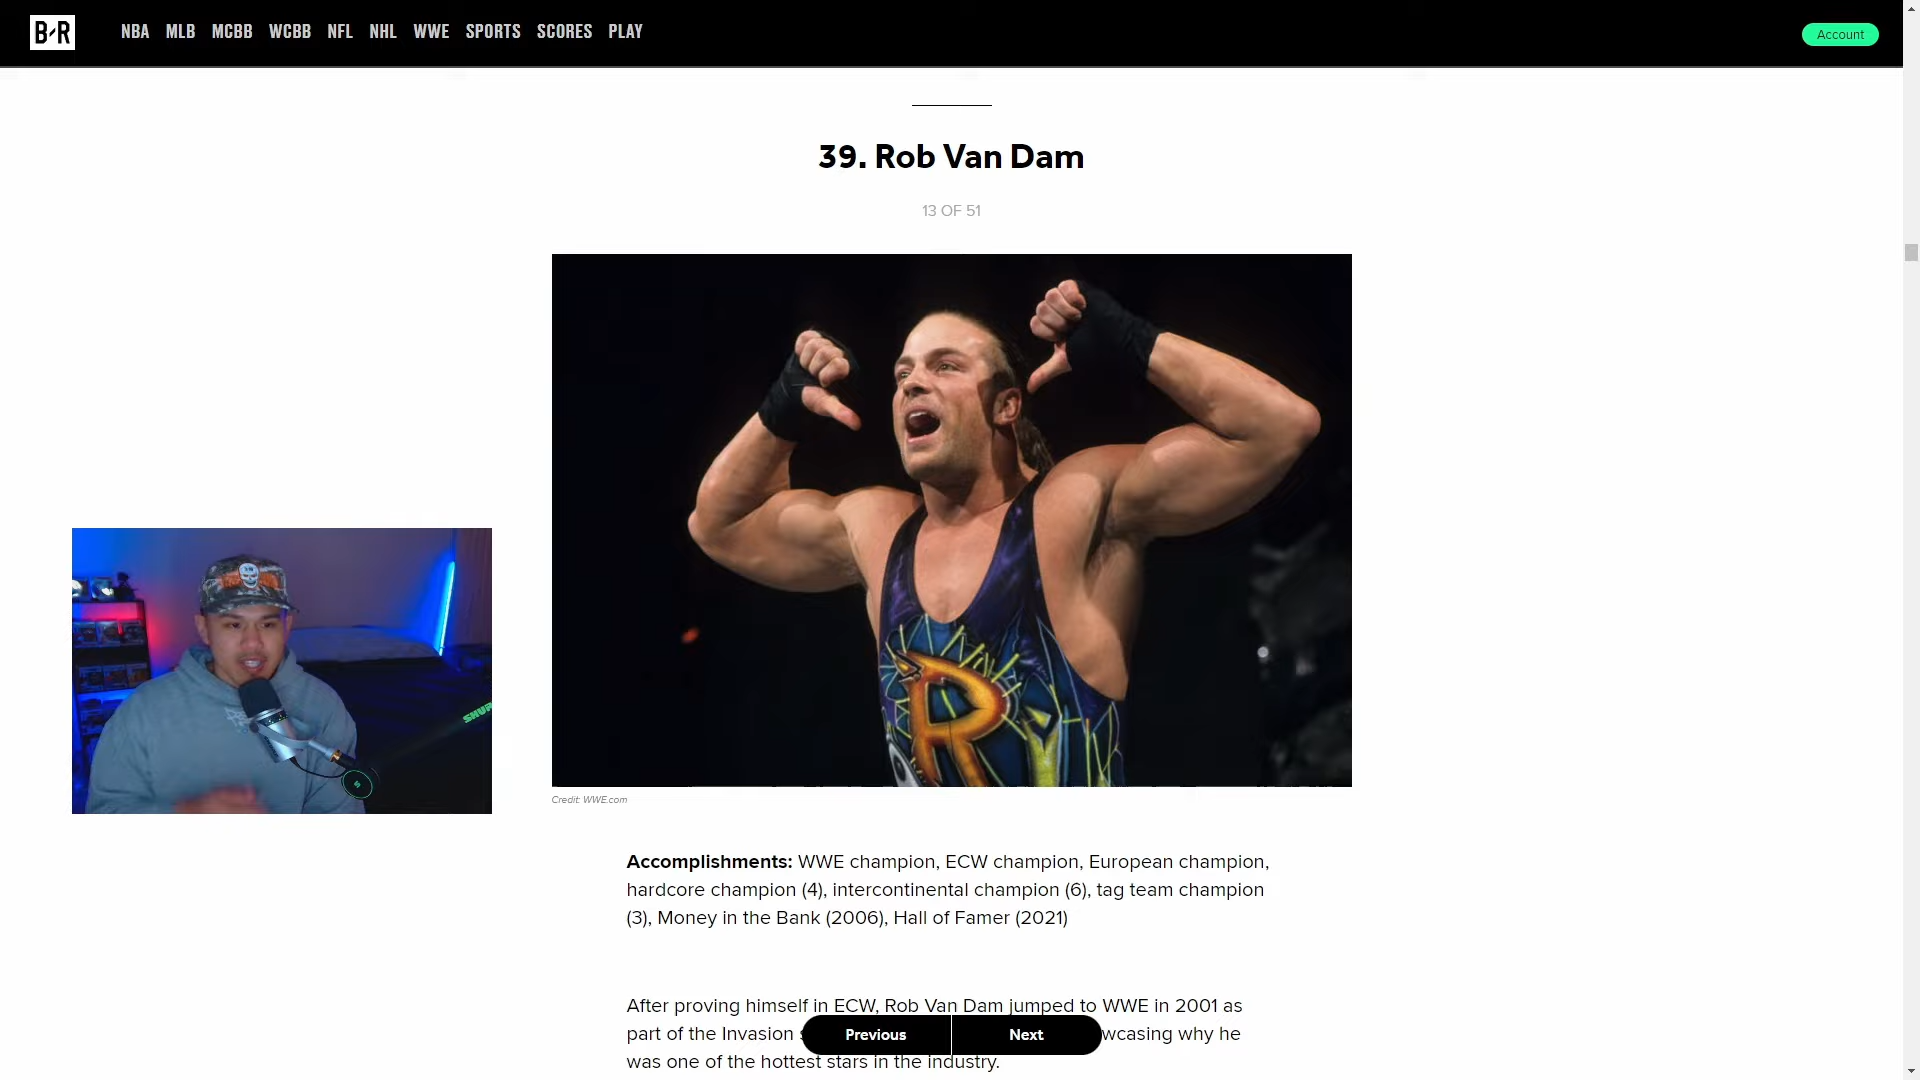 B/R NBA MLB MCBB WCBB NFL NHL WWE SPORTS SCORES PLAY Account
39. Rob Van Dam
13 OF 51
R
SHUR
Credit: WWE.com
Accomplishments: WWE champion, ECW champion, European champion,
hardcore champion (4), intercontinental champion (6), tag team champion
(3), Money in the Bank (2006), Hall of Famer (2021)
After proving himself in ECW, Rob Van Dam jumped to WWE in 2001 as
part of the Invasion wcasing why he
Previous Next
was one of the hottest stars in the industry.